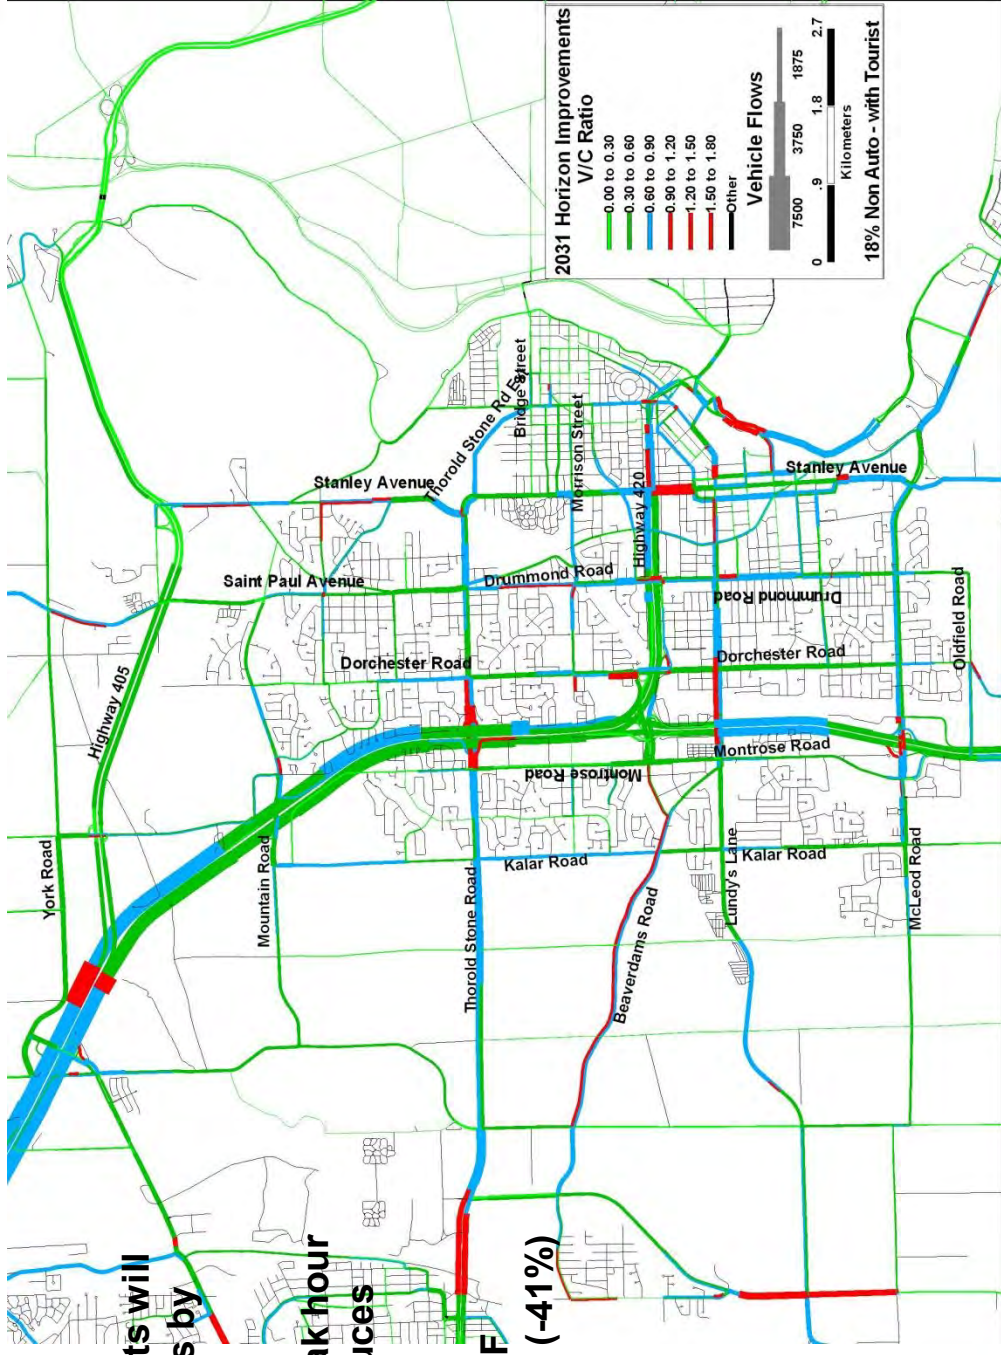 2031 Horizon Improvements
V/C Ratio
0.00 to 0.30
0.30 to 0.60
0.60 to 0.90
0.90 to 1.20
1.20 to 1.50
1.50 to 1.80
Other
Vehicle Flows
7500 3750 1875
0 .9 1.8 2.7
Kilometers
18% Non Auto - with Tourist
Thorold Stone Rd
Bridge Street
Morrison Street
Stanley Avenue
Stanley Avenue
Highway 420
Saint Paul Avenue
Drummond Road
Drummond Road
Dorchester Road
Dorchester Road
Oldfield Road
Highway 405
Montrose Road
Montrose Road
York Road
Mountain Road
Thorold Stone Road
Kalar Road
Kalar Road
Lundy's Lane
McLeod Road
Beaverdams Road
ts will
s by
ak hour
uces
F
(-41%)